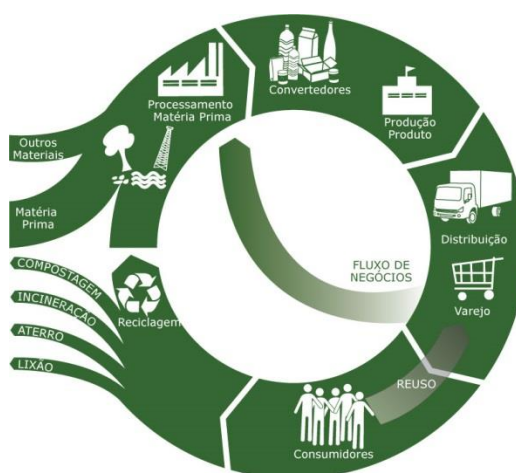 Convertedores
Processamento
Matéria Prima
Produção
Produto
Outros
Materiais
Matéria
Prima
Distribuição
FLUXO DE
NEGÓCIOS
COMPOSTAGEM
INCINERAÇÃO
ATERRO
LIXÃO
Reciclagem
Varejo
REUSO
Consumidores